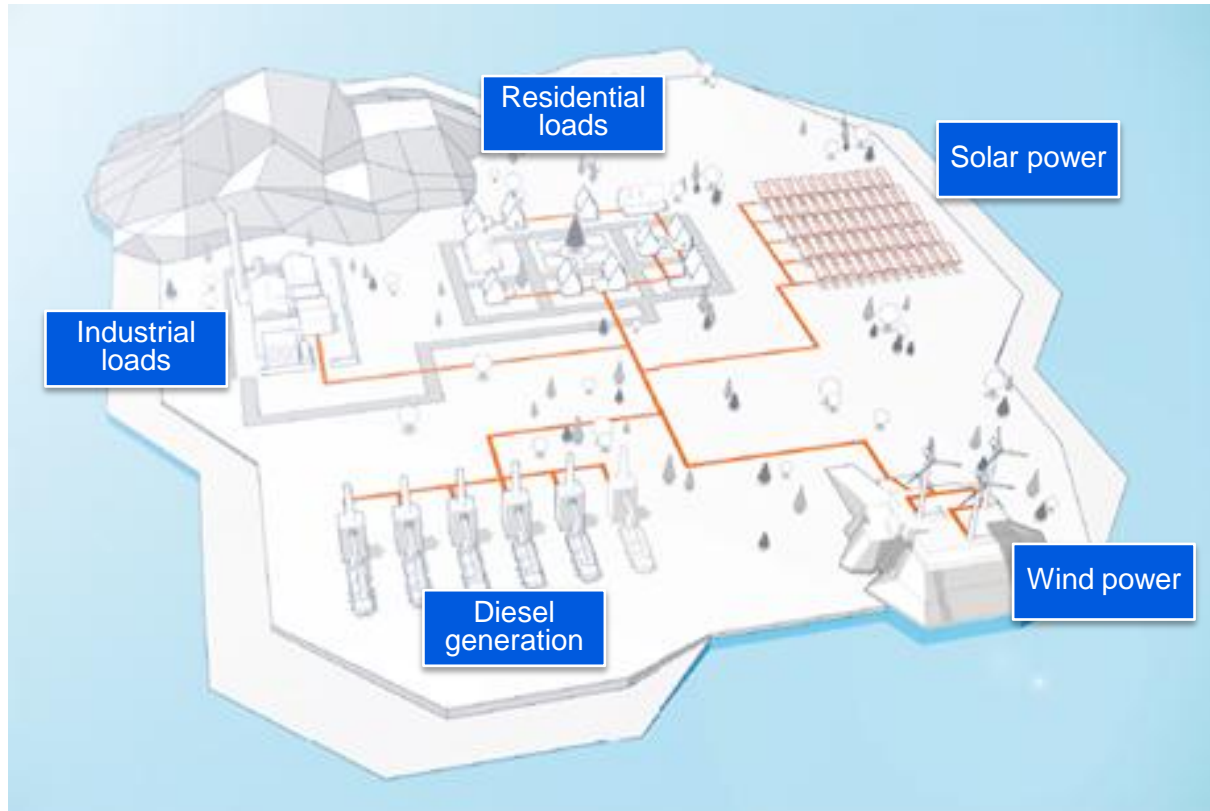 Residential
loads
Solar power
Industrial
loads
Wind power
Diesel
generation